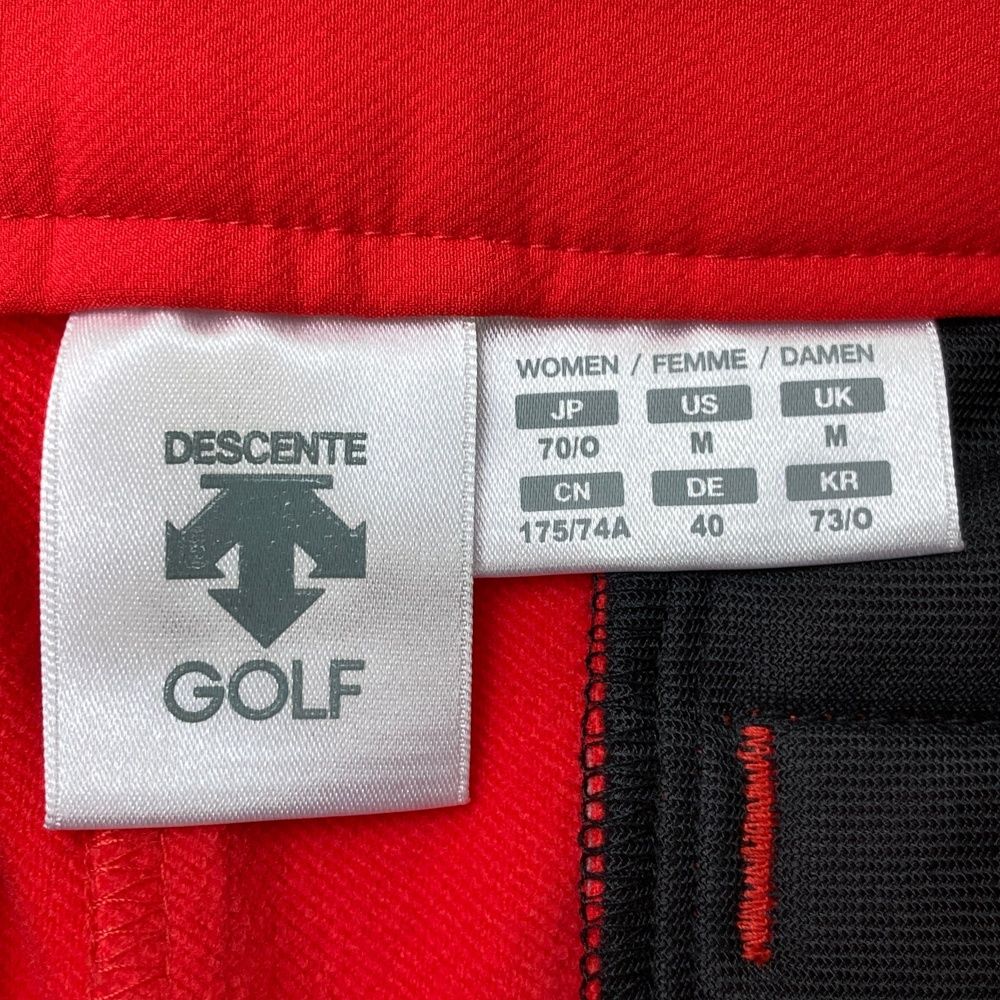 DESCENTE
GOLF
WOMEN / FEMME / DAMEN
JP US UK
70/O M M
CN DE KR
175/74A 40 73/O